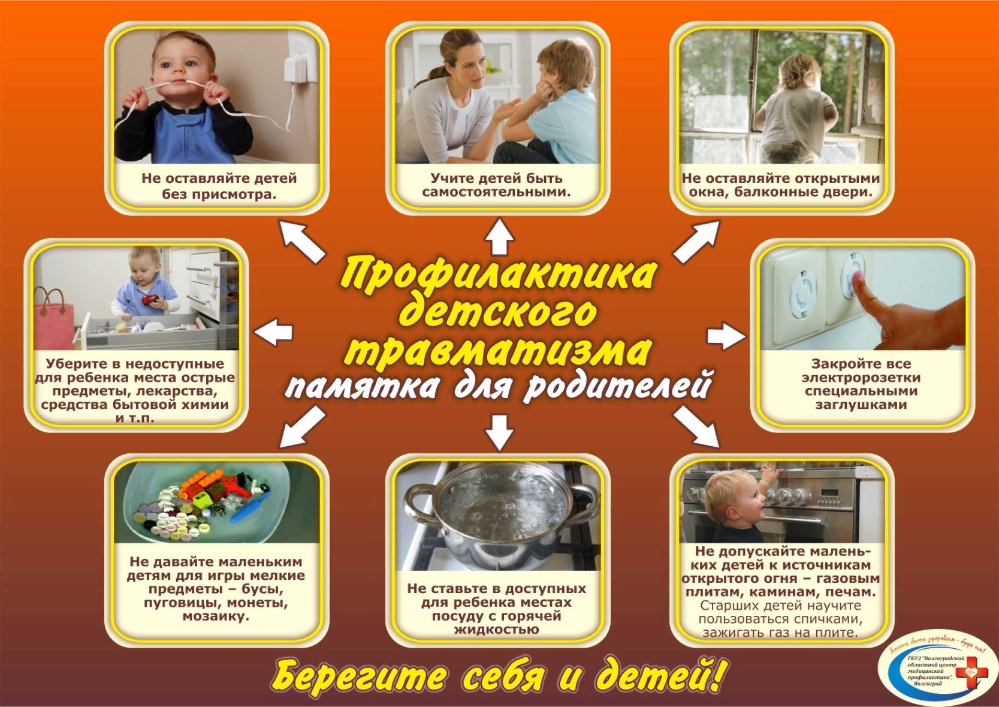 Не оставляйте детей
без присмотра.
Учите детей быть
самостоятельными.
Не оставляйте открытыми
окна, балконные двери.
Профилактика
детского
травматизма
памятка для родителей
Уберите в недоступные
для ребенка места острые
предметы, лекарства,
средства бытовой химии
и т.п.
Закройте все
электророзетки
специальными
заглушками
Не давайте маленьким
детям для игры мелкие
предметы – бусы,
пуговицы, монеты,
мозаику.
Не ставьте в доступных
для ребенка местах
посуду с горячей
жидкостью
Не допускайте малень-
ких детей к источникам
открытого огня – газовым
плитам, каминам, печам.
Старших детей научите
пользоваться спичками,
зажигать газ на плите.
Берегите себя и детей!
Хочешь быть здоровым - будь им!
ГКУЗ "Волгоградский
областной центр
медицинской
профилактики",
Волгоград